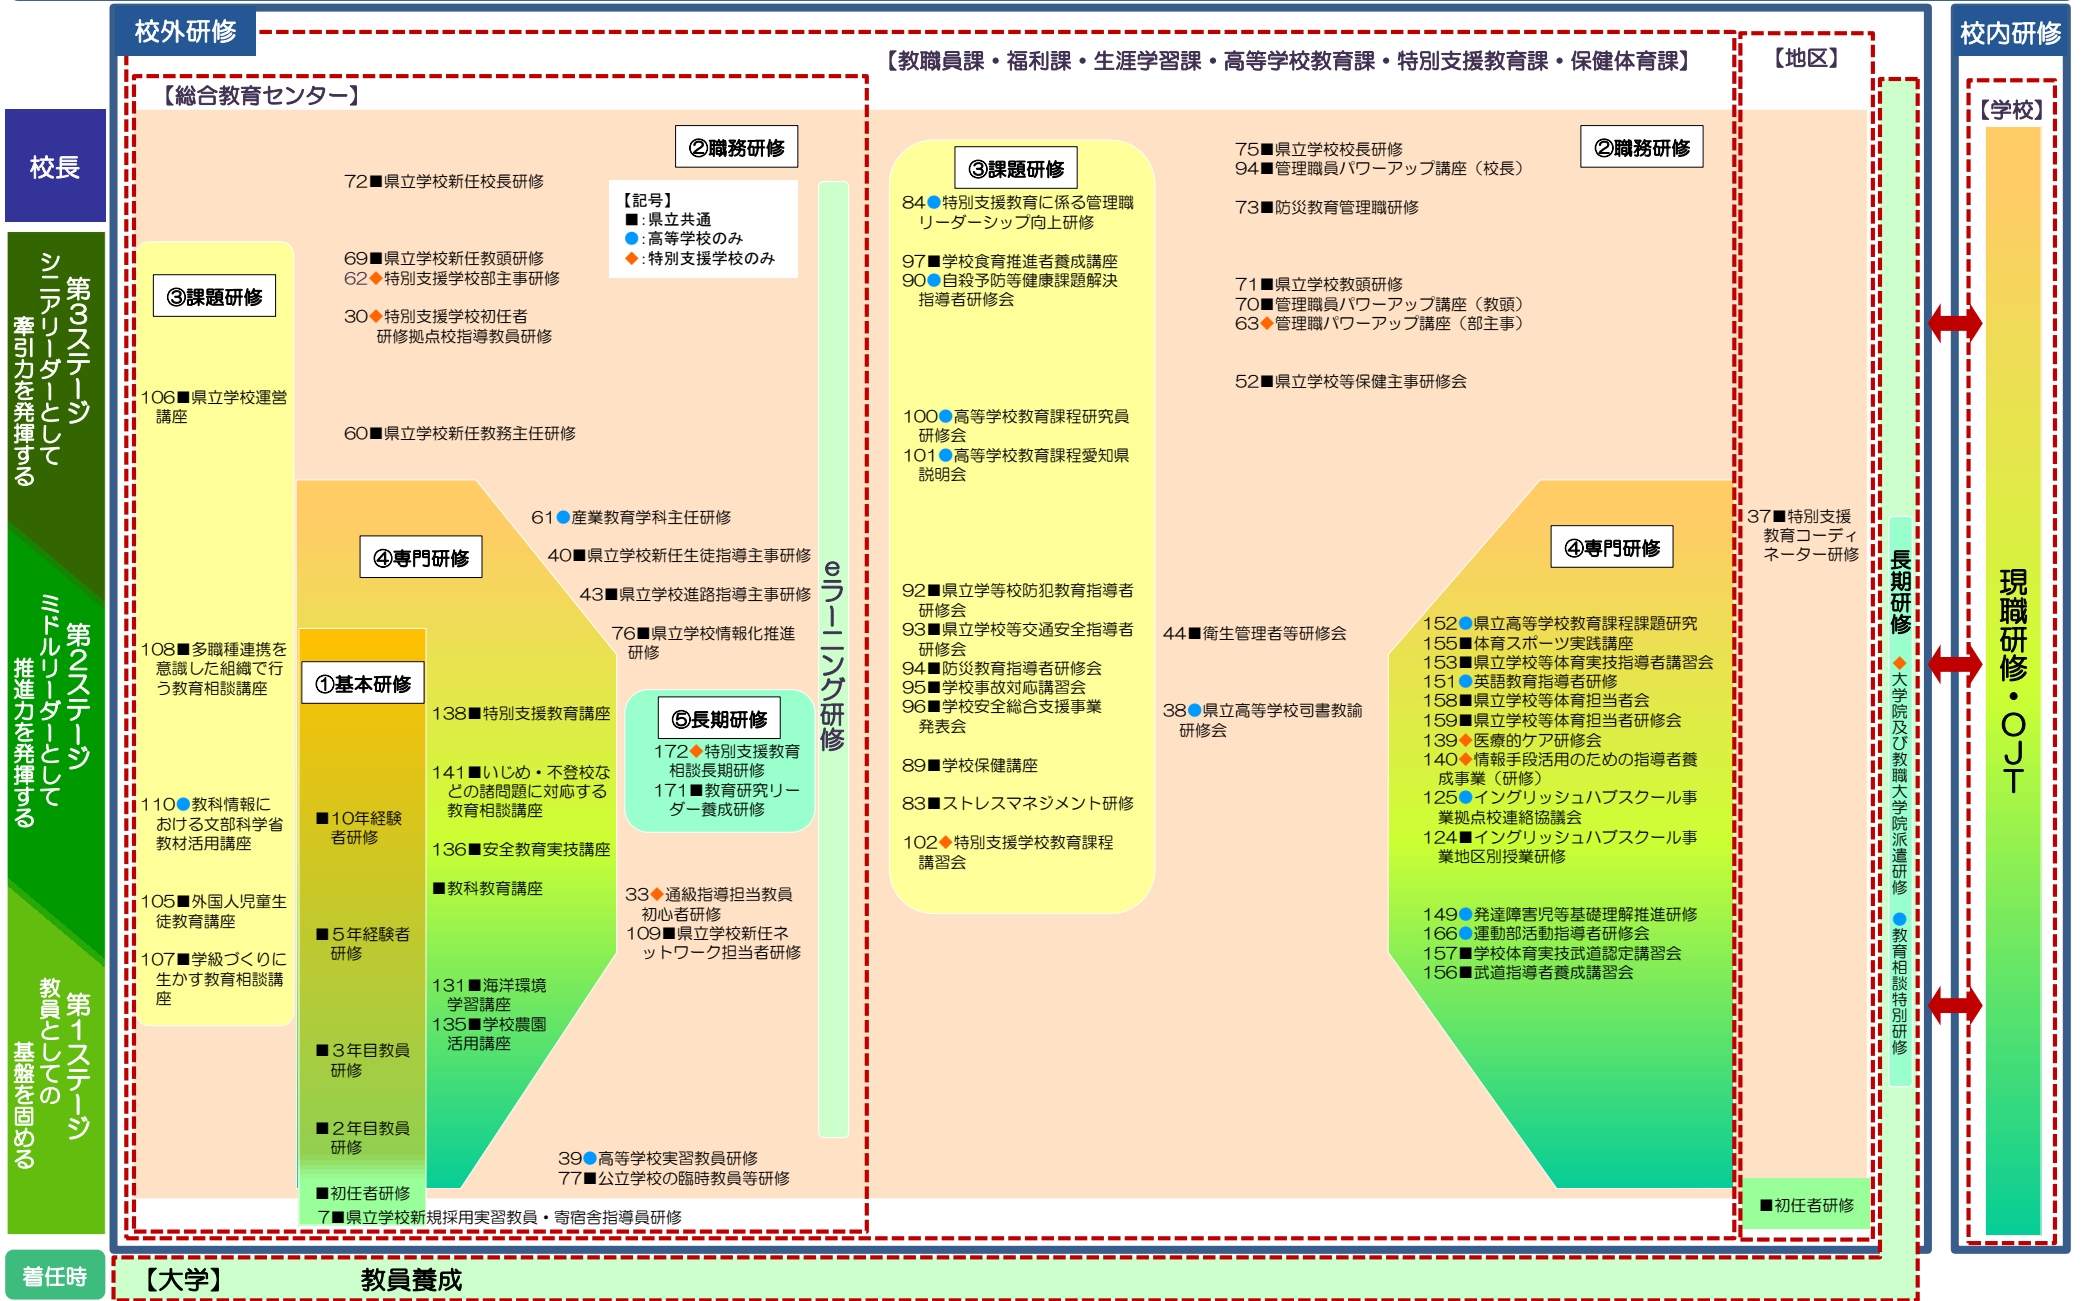 校外研修
校内研修
【教職員課・福利課・生涯学習課・高等学校教育課・特別支援教育課・保健体育課】
【地区】
【総合教育センター】
【学校】
校長
第3ステージ
シニアリーダーとして
牽引力を発揮する
第2ステージ
ミドルリーダーとして
推進力を発揮する
第1ステージ
教員としての
基盤を固める
着任時
③課題研修
106■県立学校運営
講座
108■多職種連携を
意識した組織で行
う教育相談講座
110●教科情報に
おける文部科学省
教材活用講座
105■外国人児童生
徒教育講座
107■学級づくりに
生かす教育相談講
座
②職務研修
72■県立学校新任校長研修
【記号】
■:県立共通
●:高等学校のみ
◆:特別支援学校のみ
69■県立学校新任教頭研修
62◆特別支援学校部主事研修
30◆特別支援学校初任者
研修拠点校指導教員研修
60■県立学校新任教務主任研修
61●産業教育学科主任研修
40■県立学校新任生徒指導主事研修
43■県立学校進路指導主事研修
76■県立学校情報化推進
研修
④専門研修
①基本研修
■10年経験
者研修
■5年経験者
研修
■3年目教員
研修
■2年目教員
研修
■初任者研修
7■県立学校新規採用実習教員・寄宿舎指導員研修
138■特別支援教育講座
141■いじめ・不登校な
どの諸問題に対応する
教育相談講座
136■安全教育実技講座
■教科教育講座
131■海洋環境
学習講座
135■学校農園
活用講座
⑤長期研修
172◆特別支援教育
相談長期研修
171■教育研究リー
ダー養成研修
33◆通級指導担当教員
初心者研修
109■県立学校新任ネ
ットワーク担当者研修
39●高等学校実習教員研修
77■公立学校の臨時教員等研修
eラーニング研修
③課題研修
84●特別支援教育に係る管理職
リーダーシップ向上研修
97■学校食育推進者養成講座
90●自殺予防等健康課題解決
指導者研修会
100●高等学校教育課程研究員
研修会
101●高等学校教育課程愛知県
説明会
92■県立学等校防犯教育指導者
研修会
93■県立学校等交通安全指導者
研修会
94■防災教育指導者研修会
95■学校事故対応講習会
96■学校安全総合支援事業
発表会
89■学校保健講座
83■ストレスマネジメント研修
102◆特別支援学校教育課程
講習会
②職務研修
75■県立学校校長研修
94■管理職員パワーアップ講座（校長）
73■防災教育管理職研修
71■県立学校教頭研修
70■管理職員パワーアップ講座（教頭）
63◆管理職パワーアップ講座（部主事）
52■県立学校等保健主事研修会
44■衛生管理者等研修会
38●県立高等学校司書教諭
研修会
④専門研修
152●県立高等学校教育課程課題研究
155■体育スポーツ実践講座
153■県立学校等体育実技指導者講習会
151●英語教育指導者研修
158■県立学校等体育担当者会
159■県立学校等体育担当者研修会
139◆医療的ケア研修会
140◆情報手段活用のための指導者養
成事業（研修）
125●イングリッシュハブスクール事
業拠点校連絡協議会
124■イングリッシュハブスクール事
業地区別授業研修
149●発達障害児等基礎理解推進研修
166●運動部活動指導者研修会
157■学校体育実技武道認定講習会
156■武道指導者養成講習会
37■特別支援
教育コーディ
ネーター研修
■初任者研修
長期研修 ◆大学院及び教職大学院派遣研修 ●教育相談特別研修
現職研修・OJT
【大学】 教員養成